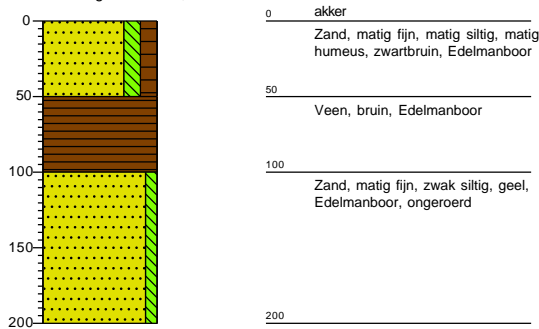 0
50
100
150
200
0 akker
Zand, matig fijn, matig siltig, matig
humeus, zwartbruin, Edelmanboor
50
Veen, bruin, Edelmanboor
100
Zand, matig fijn, zwak siltig, geel,
Edelmanboor, ongeroerd
200